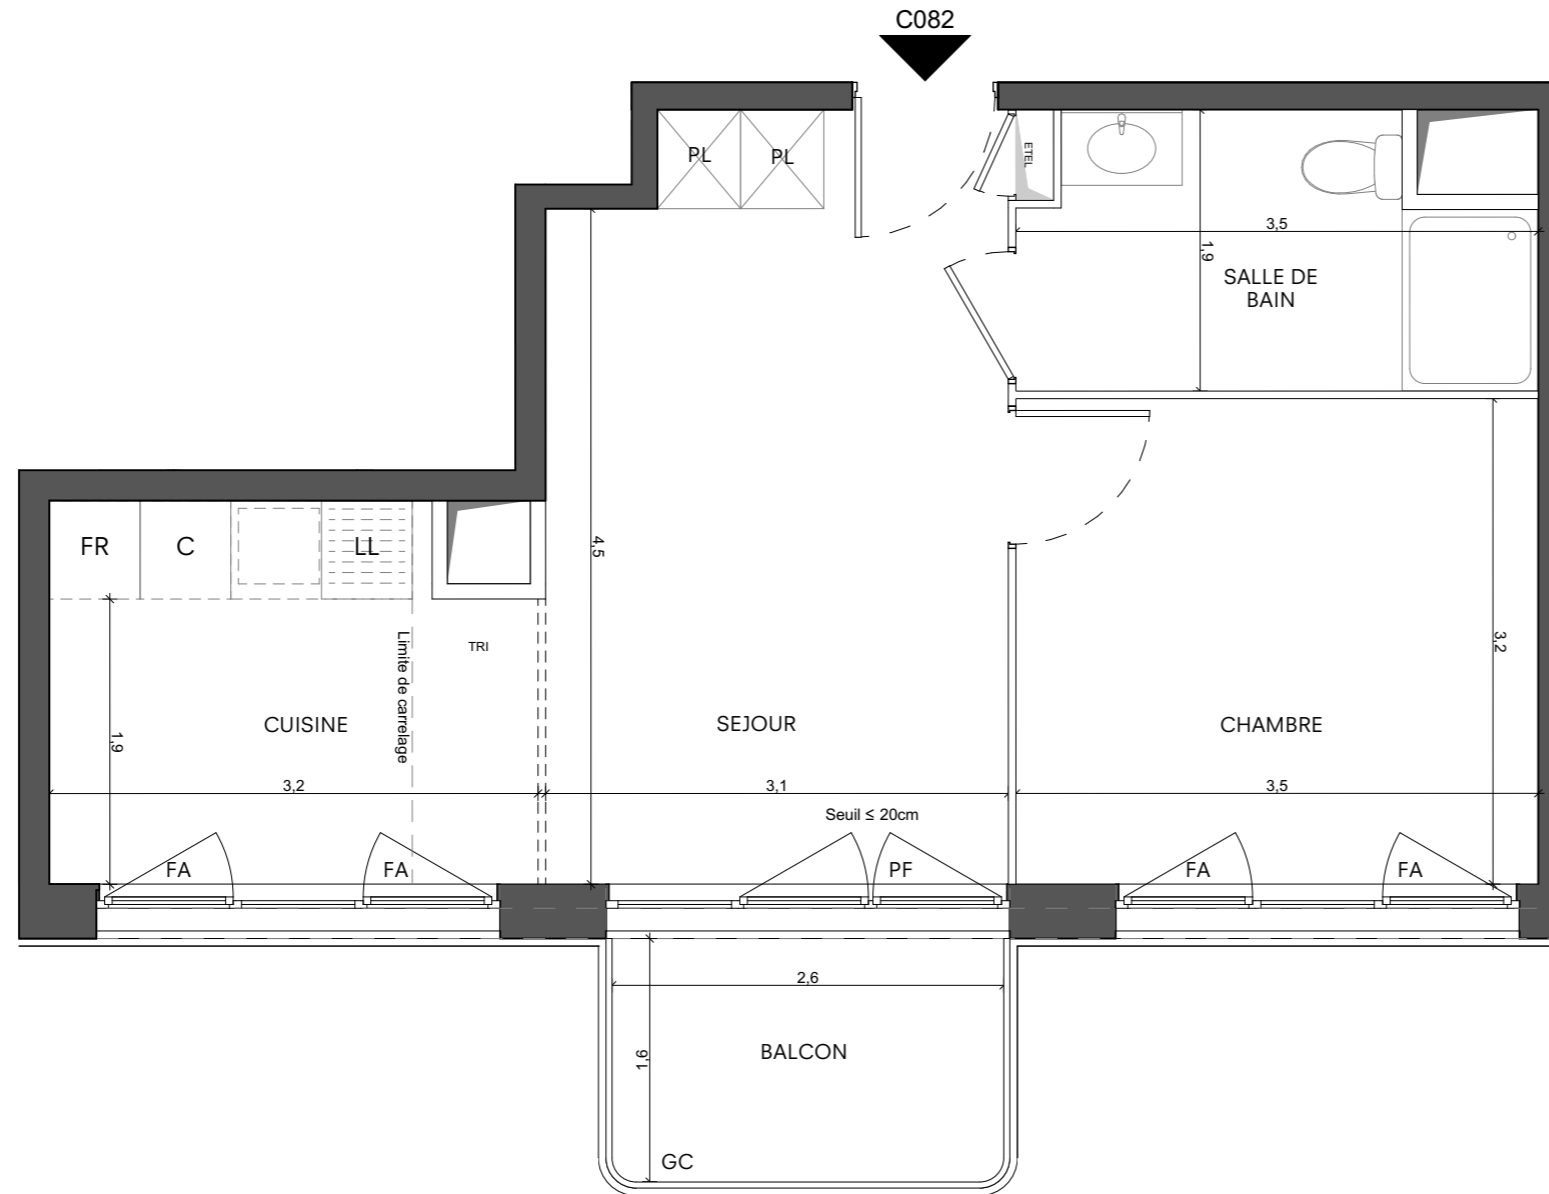 C082
PL
PL
ETEL
3,5
1,9
SALLE DE
BAIN
FR
C
LL
4,5
TRI
Limite de carrelage
3,2
CUISINE
SEJOUR
CHAMBRE
1,9
3,2
3,1
3,5
Seuil ≤ 20cm
FA
FA
PF
FA
FA
2,6
BALCON
1,6
GC